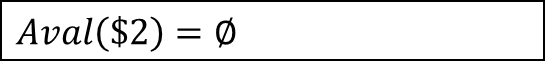 Aval($2) = ∅